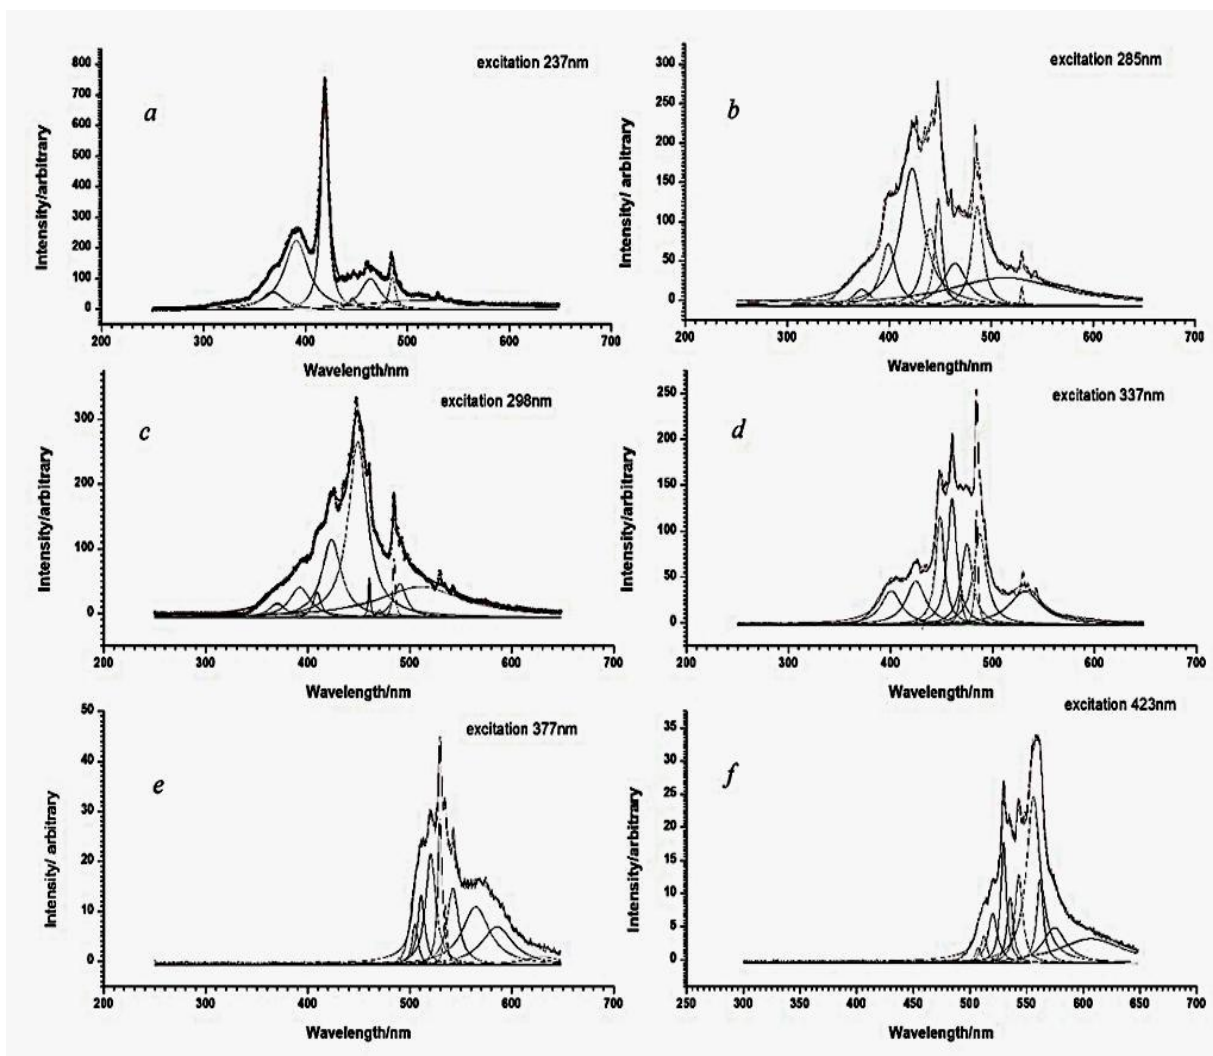 excitation 237nm
a
Intensity/arbitrary
800
700
600
500
400
300
200
100
0
200 300 400 500 600 700
Wavelength/nm
excitation 285nm
b
Intensity/ arbitrary
300
250
200
150
100
50
0
200 300 400 500 600 700
Wavelength/nm
excitation 298nm
c
Intensity/arbitrary
300
200
100
0
200 300 400 500 600 700
Wavelength/nm
excitation 337nm
d
Intensity/arbitrary
250
200
150
100
50
0
200 300 400 500 600 700
Wavelength/nm
excitation 377nm
e
Intensity/ arbitrary
50
40
30
20
10
0
200 300 400 500 600 700
Wavelength/nm
excitation 423nm
f
Intensity/arbitrary
35
30
25
20
15
10
5
0
250 300 350 400 450 500 550 600 650 700
Wavelength/nm